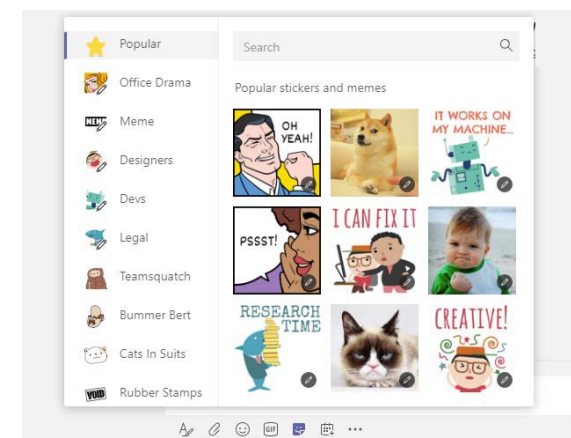 Popular
Office Drama
Meme
Designers
Devs
Legal
Teamsquatch
Bummer Bert
Cats In Suits
Rubber Stamps
Search
Popular stickers and memes
OH
YEAH!
IT WORKS ON
MY MACHINE...
PSSST!
I CAN FIX IT
RESEARCH
TIME
CREATIVE!
MEME
VOID
GIF